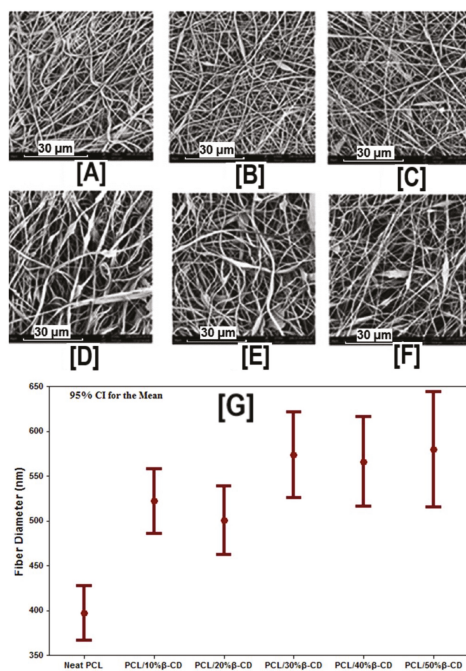 30 µm
30 µm
30 µm
[A]
[B]
[C]
30 µm
30 µm
30 µm
[D]
[E]
[F]
95% CI for the Mean
[G]
Fiber Diameter (nm)
650
600
550
500
450
400
350
Neat PCL
PCL/10%β-CD
PCL/20%β-CD
PCL/30%β-CD
PCL/40%β-CD
PCL/50%β-CD